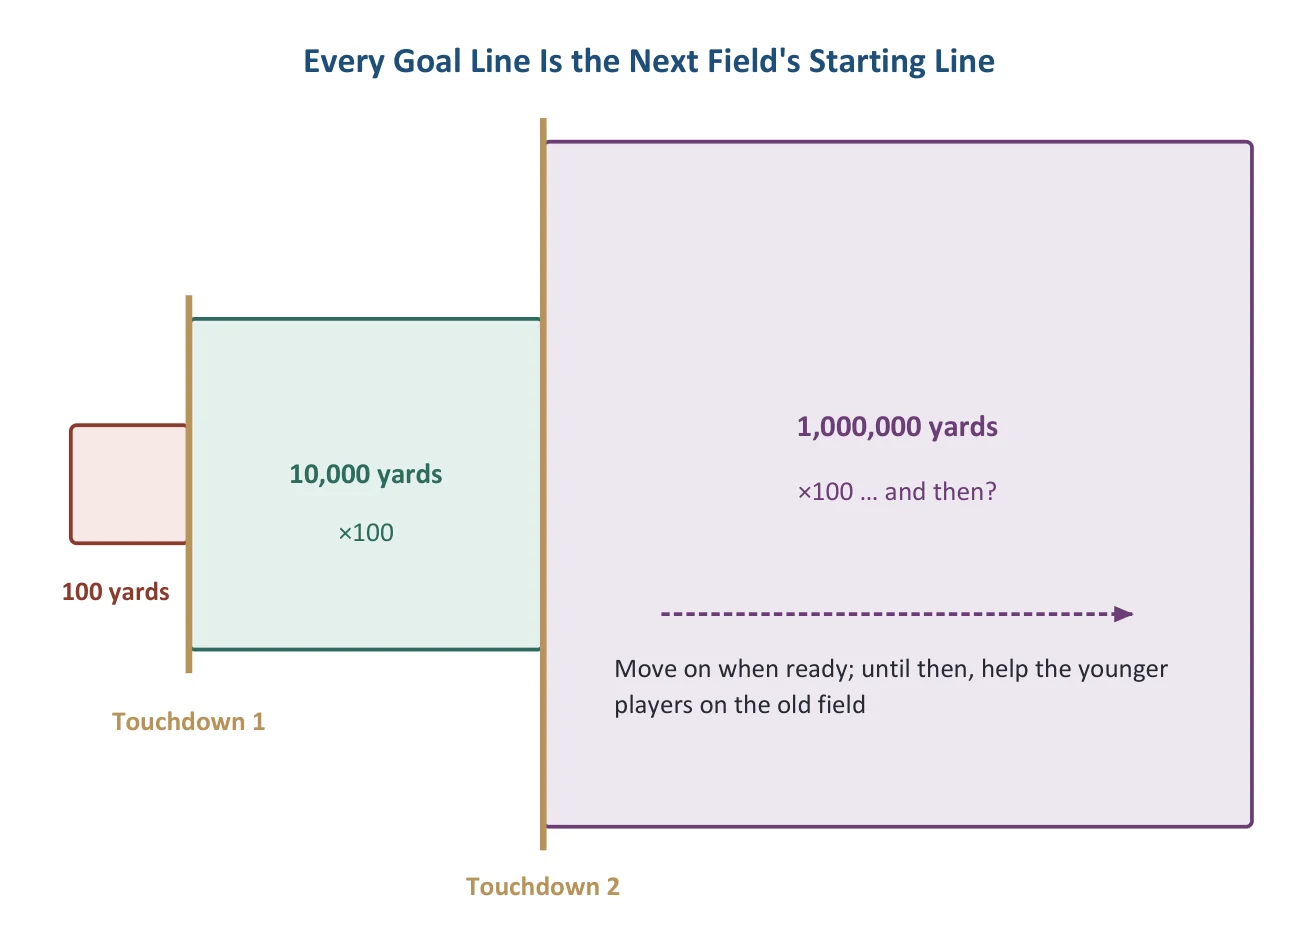 Every Goal Line Is the Next Field's Starting Line
100 yards
Touchdown 1
10,000 yards
×100
Touchdown 2
1,000,000 yards
×100 ... and then?
Move on when ready; until then, help the younger
players on the old field